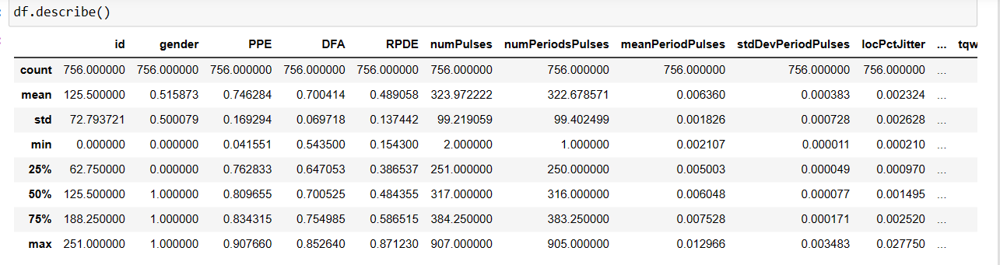 df.describe()
id gender PPE DFA RPDE numPulses numPeriodsPulses meanPeriodPulses stdDevPeriodPulses locPctJitter ... tqw
count 756.000000 756.000000 756.000000 756.000000 756.000000 756.000000 756.000000 756.000000 756.000000 756.000000 ...
mean 125.500000 0.515873 0.746284 0.700414 0.489058 323.972222 322.678571 0.006360 0.000383 0.002324 ...
std 72.793721 0.500079 0.169294 0.069718 0.137442 99.219059 99.402499 0.001826 0.000728 0.002628 ...
min 0.000000 0.000000 0.041551 0.543500 0.154300 2.000000 1.000000 0.002107 0.000011 0.000210 ...
25% 62.750000 0.000000 0.762833 0.647053 0.386537 251.000000 250.000000 0.005003 0.000049 0.000970 ...
50% 125.500000 1.000000 0.809655 0.700525 0.484355 317.000000 316.000000 0.006048 0.000077 0.001495 ...
75% 188.250000 1.000000 0.834315 0.754985 0.586515 384.250000 383.250000 0.007528 0.000171 0.002520 ...
max 251.000000 1.000000 0.907660 0.852640 0.871230 907.000000 905.000000 0.012966 0.003483 0.027750 ...